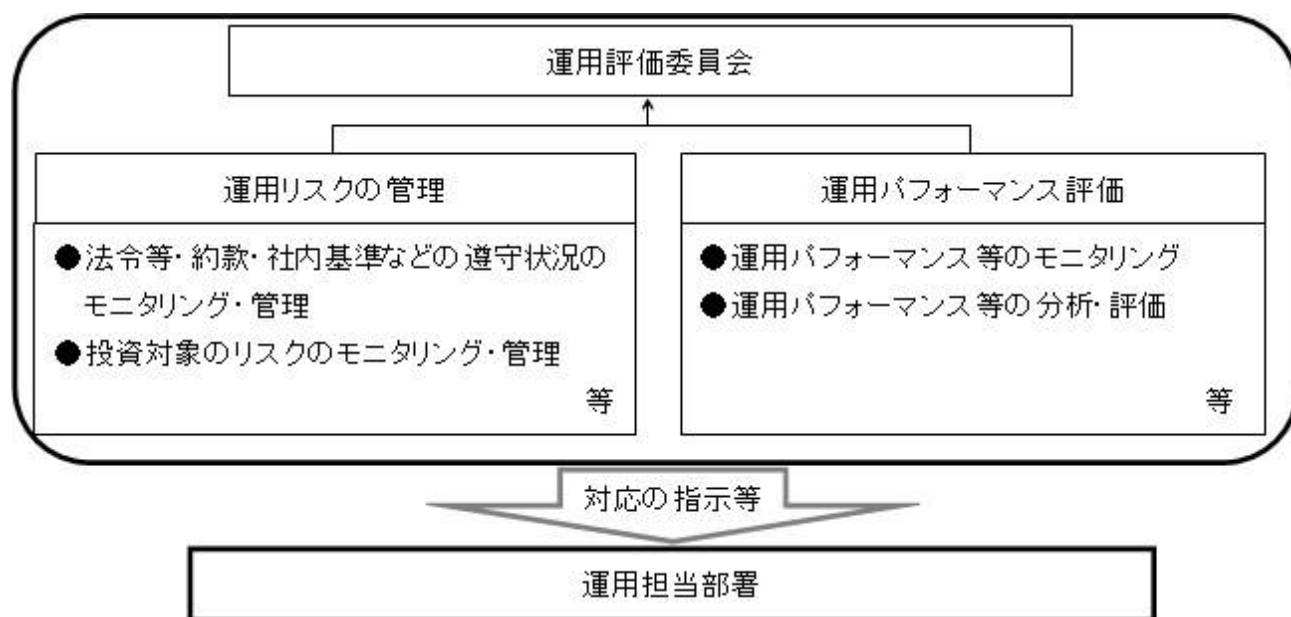 運用評価委員会
運用リスクの管理
●法令等・約款・社内基準などの遵守状況の
モニタリング・管理
●投資対象のリスクのモニタリング・管理
等
運用パフォーマンス評価
●運用パフォーマンス等のモニタリング
●運用パフォーマンス等の分析・評価
等
対応の指示等
運用担当部署